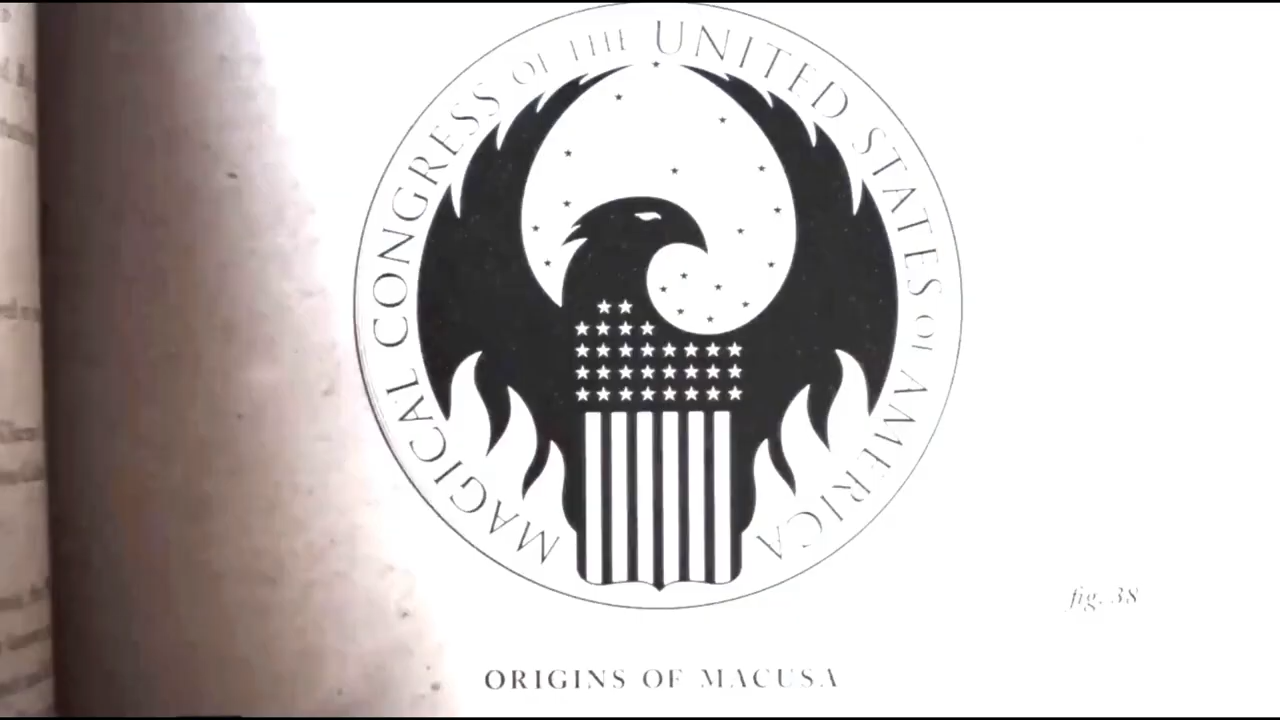 MAGICAL CONGRESS OF THE UNITED STATES OF AMERICA
fig. 38
ORIGINS OF MACUSA